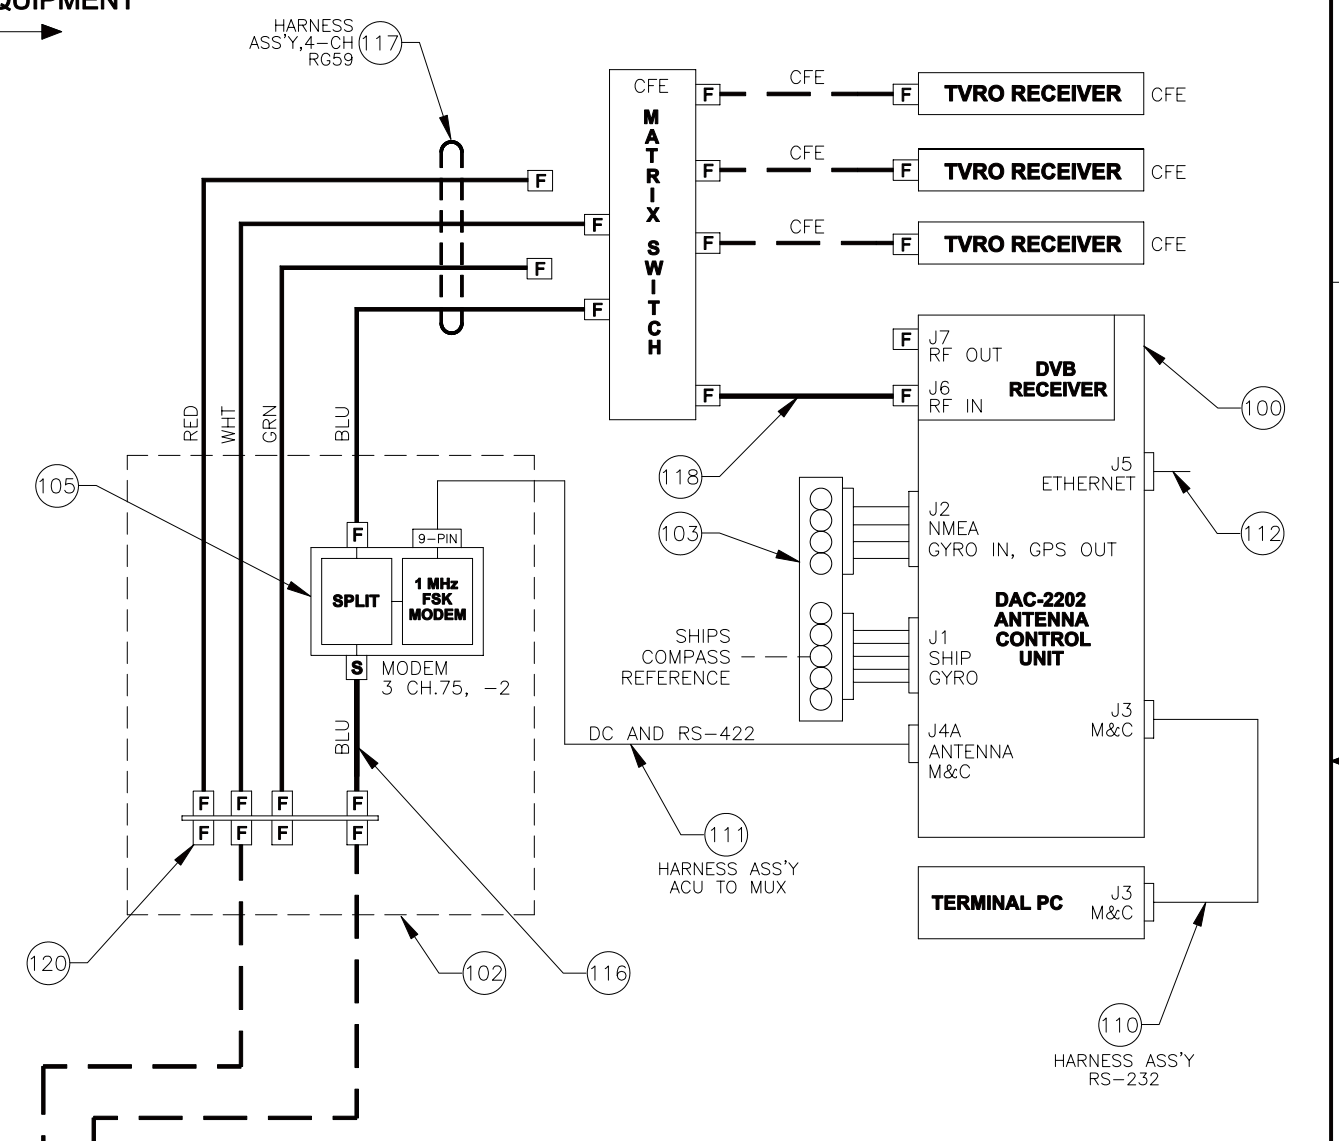 QUIPMENT
HARNESS
ASS'Y,4-CH
RG59
117
CFE
MATRIX SWITCH
F
CFE
F
TVRO RECEIVER
CFE
F
CFE
F
TVRO RECEIVER
CFE
F
CFE
F
TVRO RECEIVER
CFE
F
F
F
F
F
J7
RF OUT
DVB
RECEIVER
F
F
J6
RF IN
100
118
RED
WHT
GRN
BLU
105
F
9-PIN
SPLIT
1 MHz
FSK
MODEM
S
MODEM
3 CH.75, -2
BLU
103
J2
NMEA
GYRO IN, GPS OUT
J5
ETHERNET
112
DAC-2202
ANTENNA
CONTROL
UNIT
SHIPS
COMPASS
REFERENCE
J1
SHIP
GYRO
J3
M&C
DC AND RS-422
J4A
ANTENNA
M&C
111
HARNESS ASS'Y
ACU TO MUX
F
F
F
F
F
F
F
F
120
102
116
TERMINAL PC
J3
M&C
110
HARNESS ASS'Y
RS-232